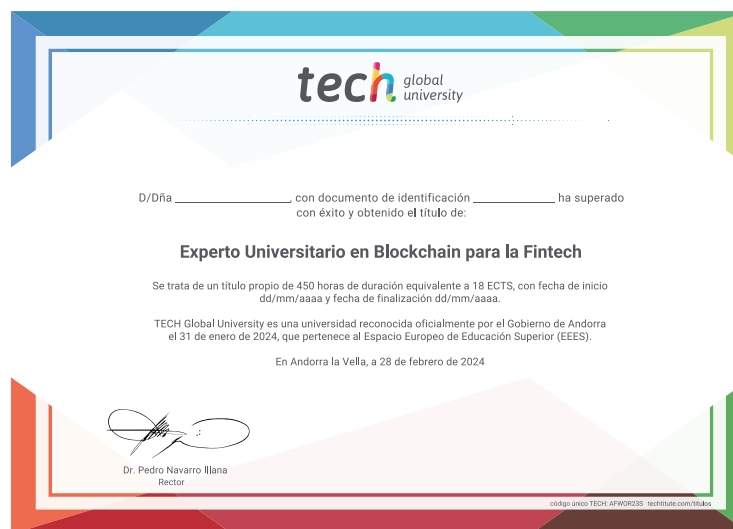 tech global university
D/Dña ____________________, con documento de identificación ______________ ha superado
con éxito y obtenido el título de:
Experto Universitario en Blockchain para la Fintech
Se trata de un título propio de 450 horas de duración equivalente a 18 ECTS, con fecha de inicio
dd/mm/aaaa y fecha de finalización dd/mm/aaaa.
TECH Global University es una universidad reconocida oficialmente por el Gobierno de Andorra
el 31 de enero de 2024, que pertenece al Espacio Europeo de Educación Superior (EEES).
En Andorra la Vella, a 28 de febrero de 2024
Dr. Pedro Navarro Illana
Rector
código único TECH: AFWOR23S techtitute.com/titulos